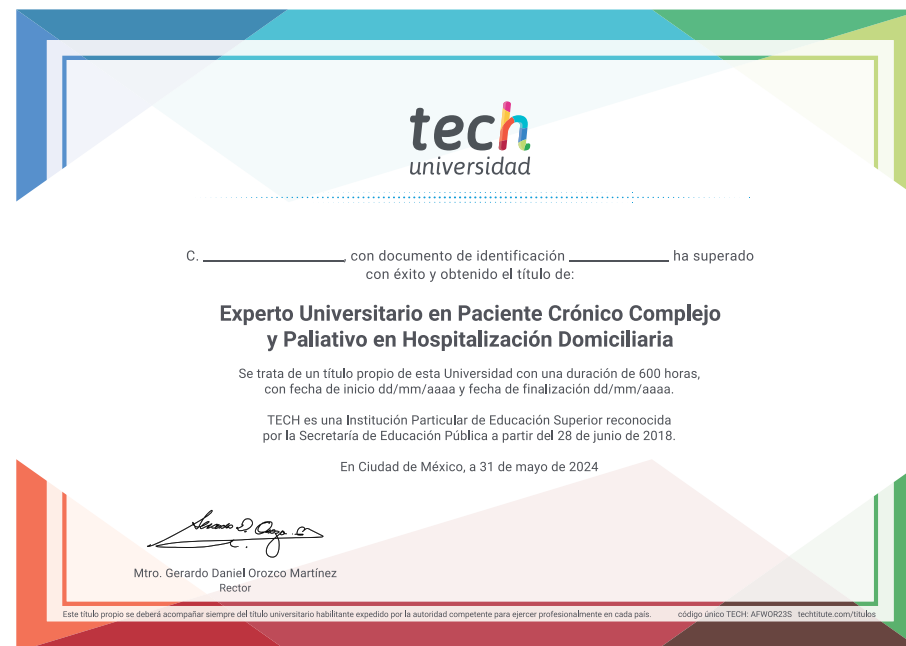 tech
universidad
C. ____________, con documento de identificación _________ ha superado
con éxito y obtenido el título de:
Experto Universitario en Paciente Crónico Complejo
y Paliativo en Hospitalización Domiciliaria
Se trata de un título propio de esta Universidad con una duración de 600 horas,
con fecha de inicio dd/mm/aaaa y fecha de finalización dd/mm/aaaa.
TECH es una Institución Particular de Educación Superior reconocida
por la Secretaría de Educación Pública a partir del 28 de junio de 2018.
En Ciudad de México, a 31 de mayo de 2024
Mtro. Gerardo Daniel Orozco Martínez
Rector
Este título propio se deberá acompañar siempre del título universitario habilitante expedido por la autoridad competente para ejercer profesionalmente en cada país. código único TECH: AFWOR23S techtitute.com/titulos